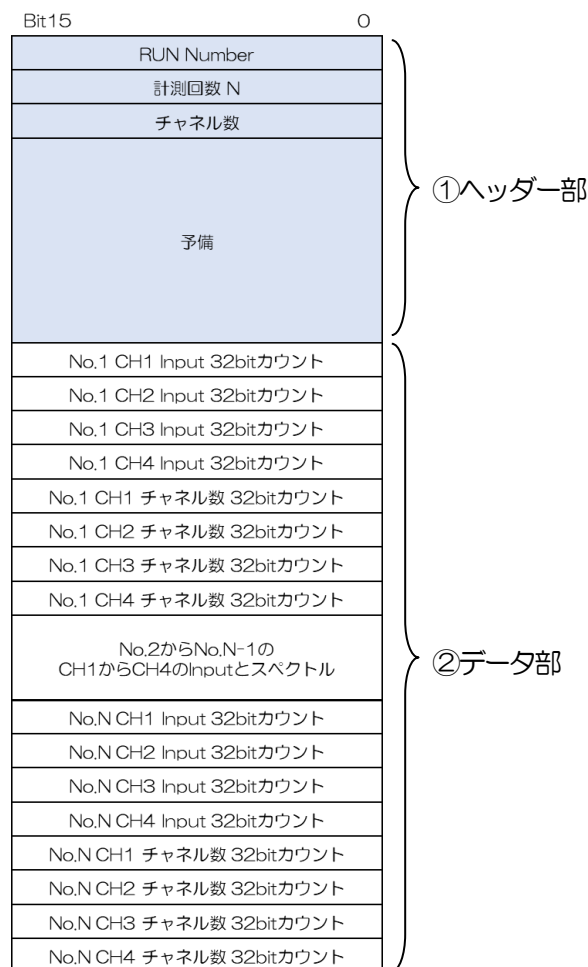 Bit15 0
RUN Number
計測回数 N
チャネル数
予備
①ヘッダー部
No.1 CH1 Input 32bitカウント
No.1 CH2 Input 32bitカウント
No.1 CH3 Input 32bitカウント
No.1 CH4 Input 32bitカウント
No.1 CH1 チャネル数 32bitカウント
No.1 CH2 チャネル数 32bitカウント
No.1 CH3 チャネル数 32bitカウント
No.1 CH4 チャネル数 32bitカウント
No.2からNo.N-1の
CH1からCH4のInputとスペクトル
②データ部
No.N CH1 Input 32bitカウント
No.N CH2 Input 32bitカウント
No.N CH3 Input 32bitカウント
No.N CH4 Input 32bitカウント
No.N CH1 チャネル数 32bitカウント
No.N CH2 チャネル数 32bitカウント
No.N CH3 チャネル数 32bitカウント
No.N CH4 チャネル数 32bitカウント